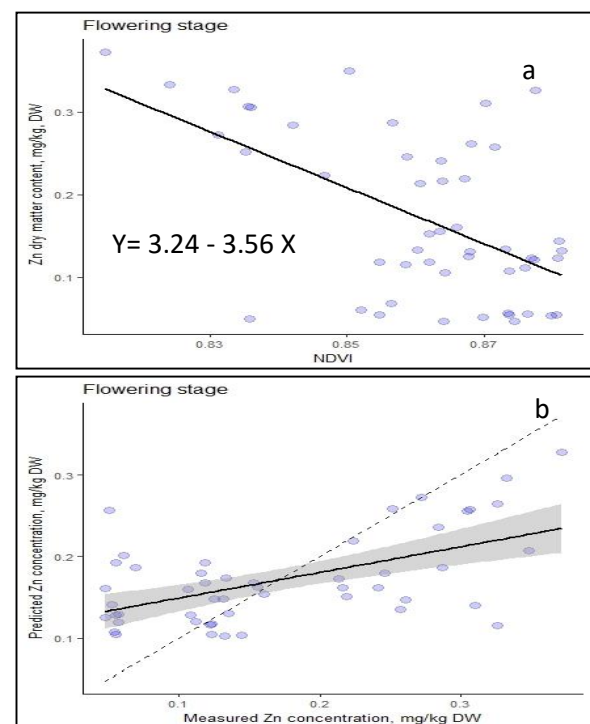 Flowering stage
a
Zn dry matter content, mg/kg, DW
0.3
0.2
0.1
Y= 3.24 - 3.56 X
0.83
0.85
0.87
NDVI
Flowering stage
b
Predicted Zn concentration, mg/kg DW
0.3
0.2
0.1
0.1
0.2
0.3
Measured Zn concentration, mg/kg DW